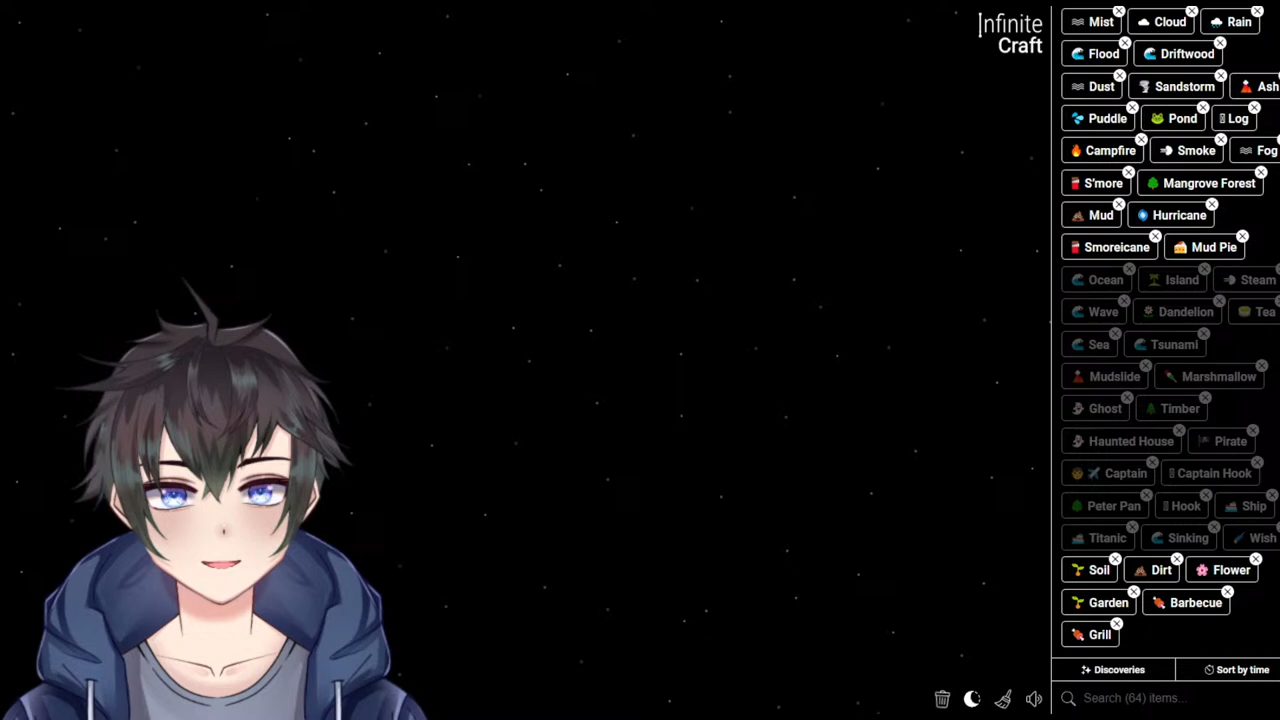 Infinite
Craft
Mist Cloud Rain
Flood Driftwood
Dust Sandstorm Ash
Puddle Pond Log
Campfire Smoke Fog
S'more Mangrove Forest
Mud Hurricane
Smoreicane Mud Pie
Ocean Island Steam
Wave Dandelion Tea
Sea Tsunami
Mudslide Marshmallow
Ghost Timber
Haunted House Pirate
Captain Captain Hook
Peter Pan Hook Ship
Titanic Sinking Wish
Soil Dirt Flower
Garden Barbecue
Grill
Discoveries Sort by time
Search (64) items...